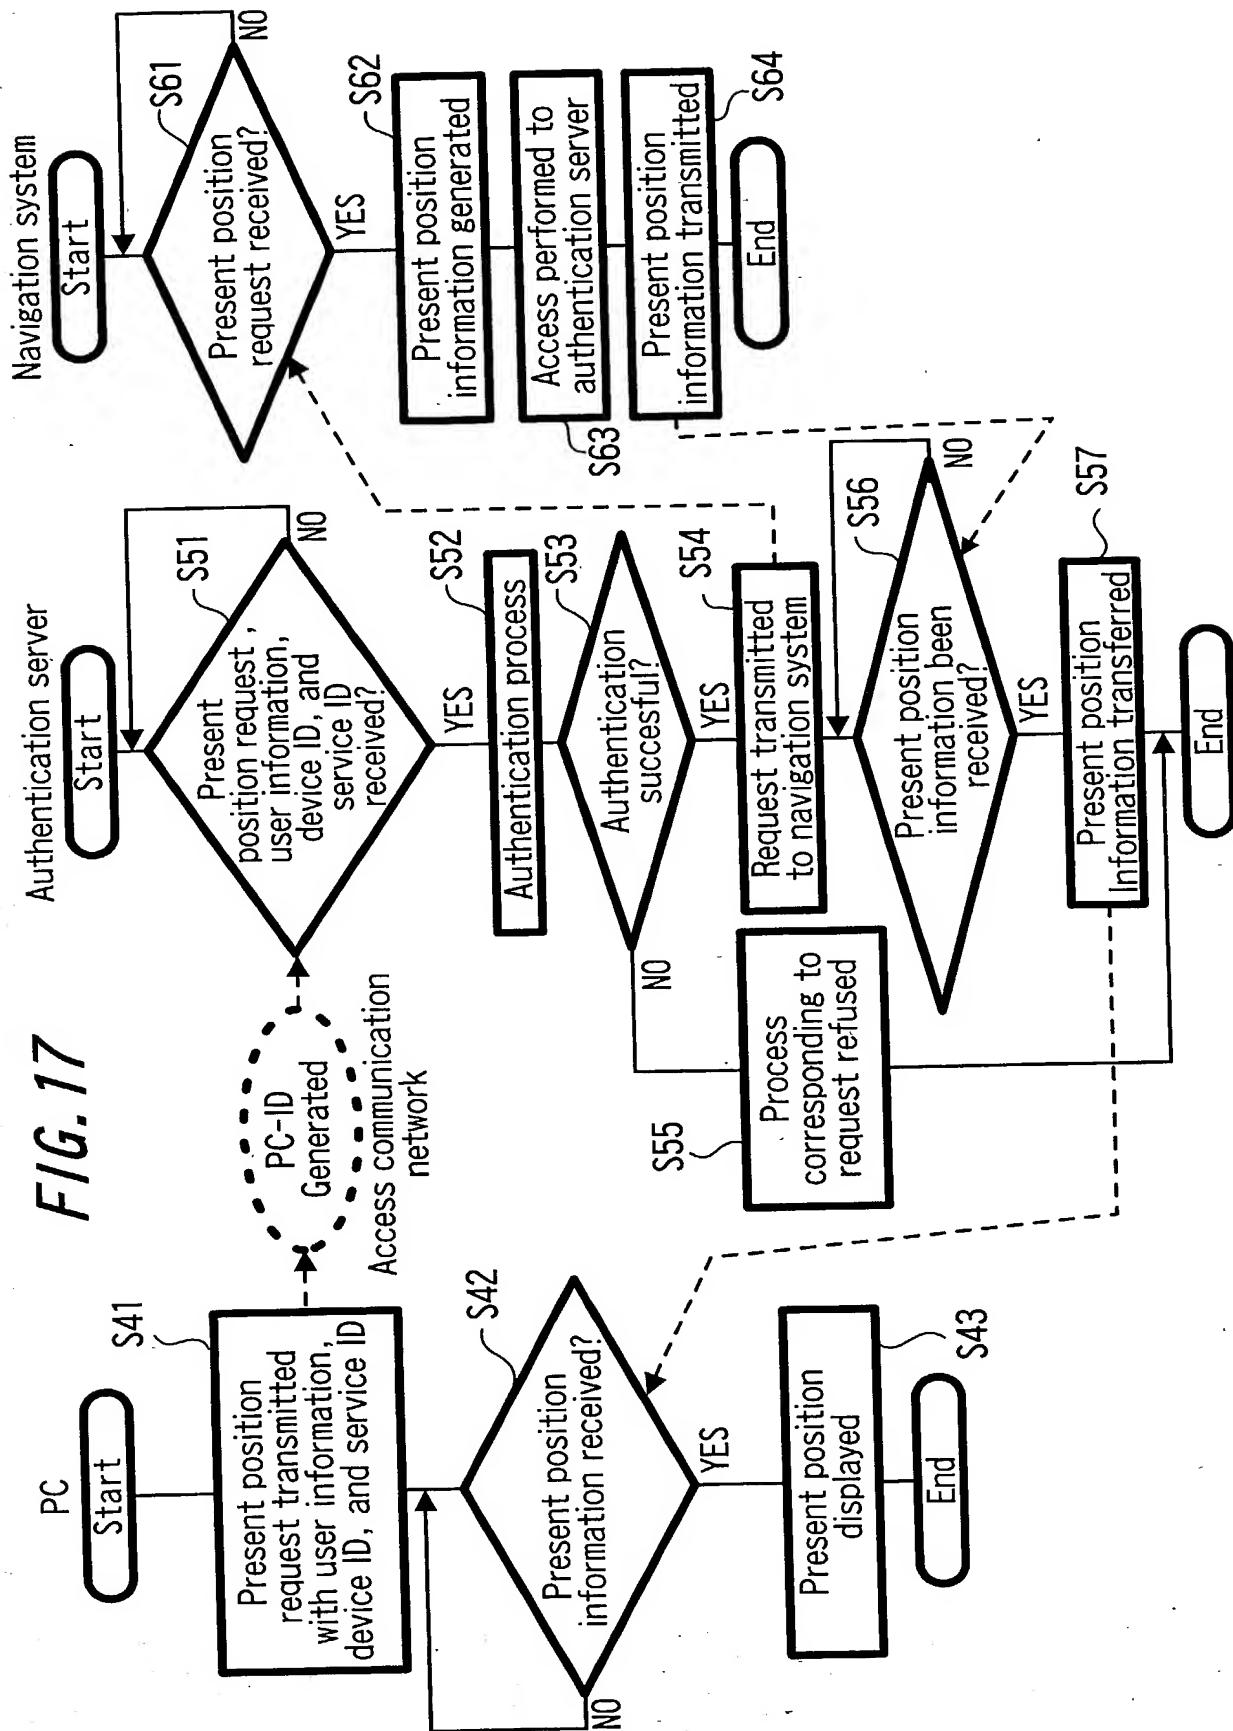 FIG. 17
PC
Start
S41
Present position
request transmitted
with user information,
device ID, and service ID
S42
Present position
information received?
NO
YES
Present position
displayed
S43
End
PC-ID
Generated
Access communication
network
Authentication server
Start
S51
Present
position request ,
user information,
device ID, and
service ID
received?
NO
YES
S52
Authentication process
S53
Authentication
succesful?
NO
YES
S54
Request transmitted
to navigation system
S55
Process
corresponding to
request refused
S56
Present position
information been
received?
NO
YES
S57
Present position
Information transferred
End
Navigation system
Start
S61
Present position
request received?
NO
YES
S62
Present position
information generated
S63
Access performed to
authentication server
Present position
information transmitted
S64
End